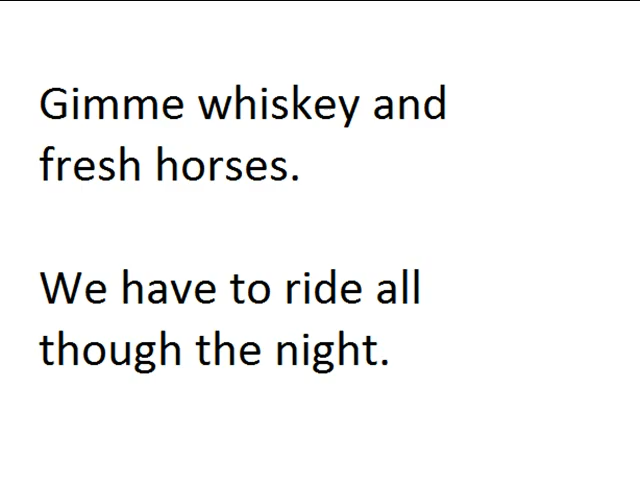 Gimme whiskey and
fresh horses.
We have to ride all
though the night.